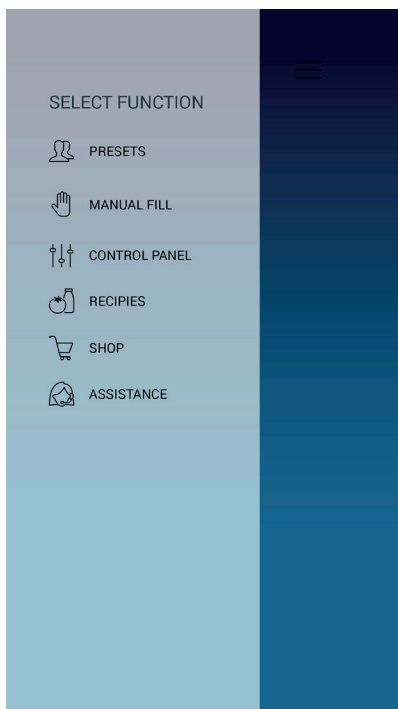 SELECT FUNCTION
PRESETS
MANUAL FILL
CONTROL PANEL
RECIPIES
SHOP
ASSISTANCE